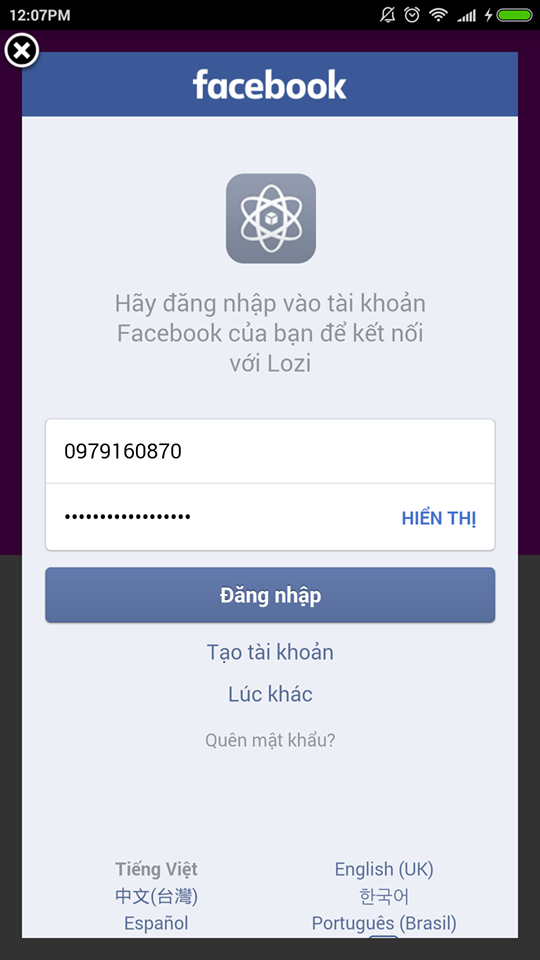 12:07PM
facebook
Hãy đăng nhập vào tài khoản
Facebook của bạn để kết nối
với Lozi
0979160870
••••••••••••••••••
HIỂN THỊ
Đăng nhập
Tạo tài khoản
Lúc khác
Quên mật khẩu?
Tiếng Việt
English (UK)
中文(台灣)
한국어
Español
Português (Brasil)